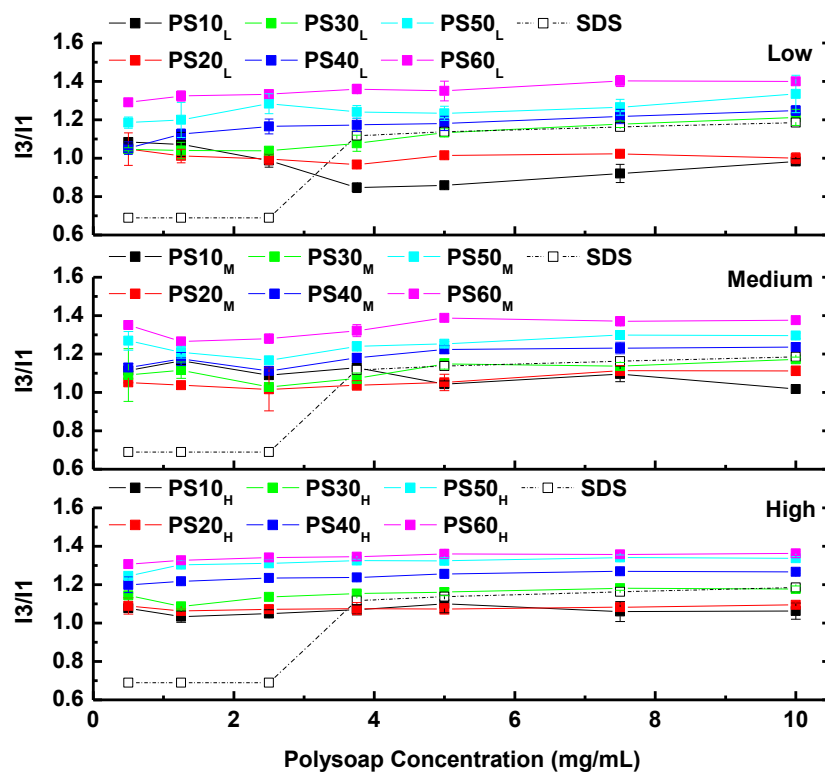 PS10L PS30L PS50L SDS
PS20L PS40L PS60L
Low
1.6
1.4
1.2
1.0
0.8
0.6
I3/I1
PS10M PS30M PS50M SDS
PS20M PS40M PS60M
Medium
1.6
1.4
1.2
1.0
0.8
0.6
I3/I1
PS10H PS30H PS50H SDS
PS20H PS40H PS60H
High
1.6
1.4
1.2
1.0
0.8
0.6
I3/I1
0 2 4 6 8 10
Polysoap Concentration (mg/mL)